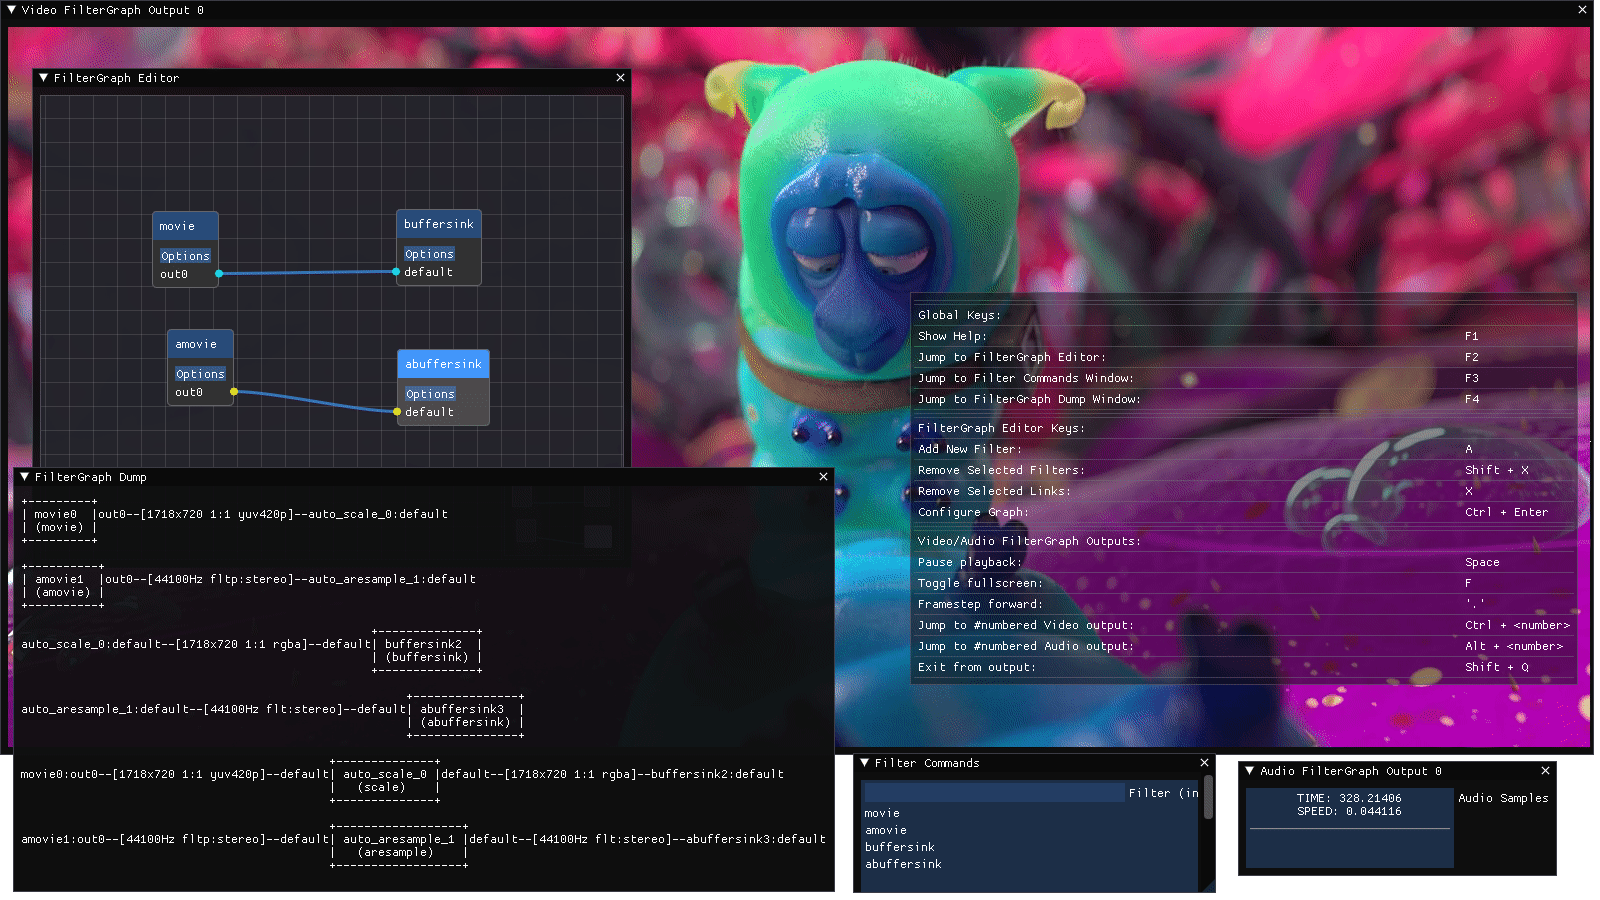 Video FilterGraph Output 0
FilterGraph Editor
movie
Options
out0
buffersink
Options
default
amovie
Options
out0
abuffersink
Options
default
Global Keys:
Show Help: F1
Jump to FilterGraph Editor: F2
Jump to Filter Commands Window: F3
Jump to FilterGraph Dump Window: F4
FilterGraph Editor Keys:
Add New Filter: A
Remove Selected Filters: Shift + X
Remove Selected Links: X
Configure Graph: Ctrl + Enter
Video/Audio FilterGraph Outputs:
Pause playback: Space
Toggle fullscreen: F
Framestep forward: '.'
Jump to #numbered Video output: Ctrl + <number>
Jump to #numbered Audio output: Alt + <number>
Exit from output: Shift + Q
FilterGraph Dump
+---------+
| movie0  |out0--[1718x720 1:1 yuv420p]--auto_scale_0:default
| (movie) |
+---------+
+----------+
| amovie1  |out0--[44100Hz fltp:stereo]--auto_aresample_1:default
| (amovie) |
+----------+
+--------------+
auto_scale_0:default--[1718x720 1:1 rgba]--default| buffersink2  |
| (buffersink) |
+--------------+
+---------------+
auto_aresample_1:default--[44100Hz flt:stereo]--default| abuffersink3  |
| (abuffersink) |
+---------------+
+--------------+
movie0:out0--[1718x720 1:1 yuv420p]--default| auto_scale_0 |default--[1718x720 1:1 rgba]--buffersink2:default
|   (scale)    |
+--------------+
+------------------+
amovie1:out0--[44100Hz fltp:stereo]--default| auto_aresample_1 |default--[44100Hz flt:stereo]--abuffersink3:default
|   (aresample)    |
+------------------+
Filter Commands
Filter (in
movie
amovie
buffersink
abuffersink
Audio FilterGraph Output 0
TIME: 328.21406
SPEED: 0.044116
Audio Samples